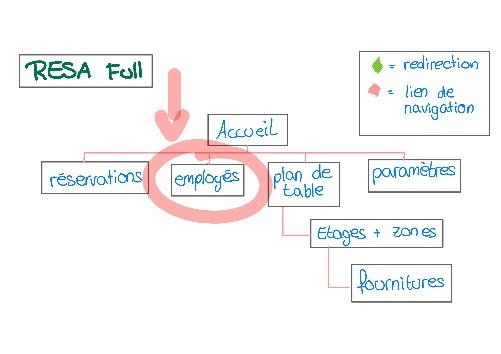 RESA Full
= redirection
= lien de
navigation
Accueil
réservations
employés
plan de
table
paramètres
Etages + zones
fournitures